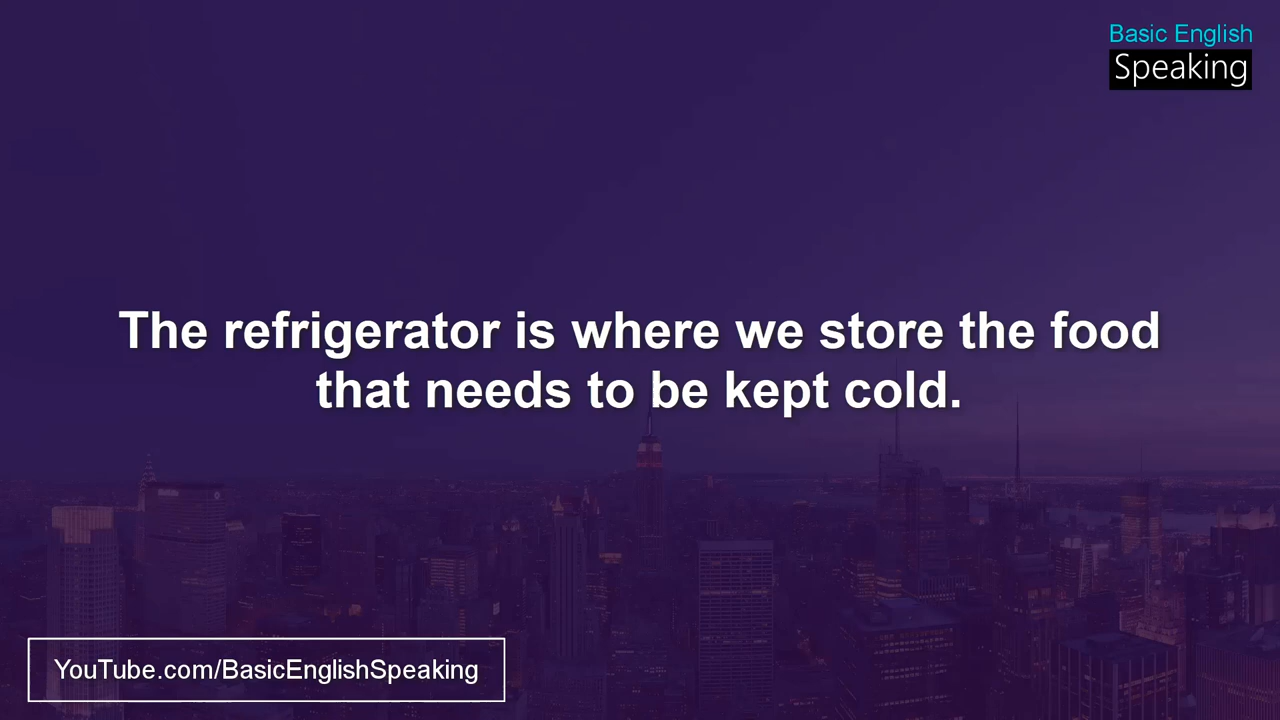 Basic English
Speaking
The refrigerator is where we store the food
that needs to be kept cold.
YouTube.com/BasicEnglishSpeaking